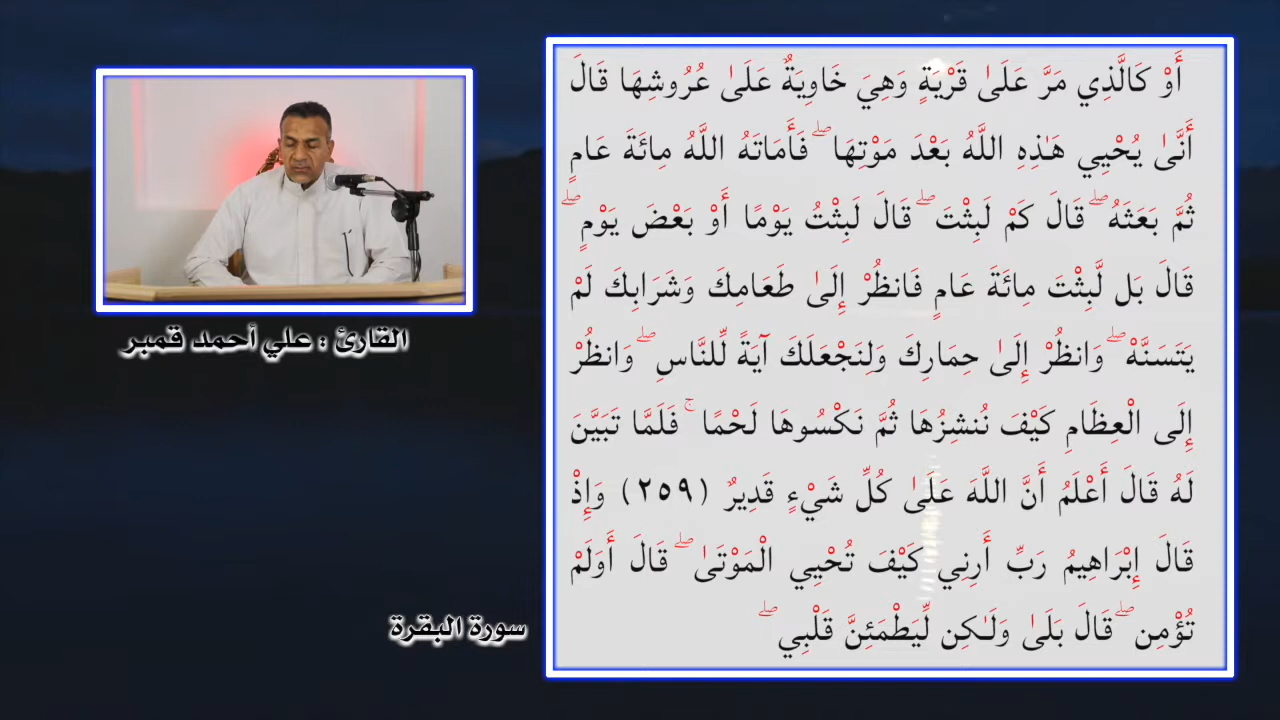 أَوْ كَالَّذِي مَرَّ عَلَىٰ قَرْيَةٍ وَهِيَ خَاوِيَةٌ عَلَىٰ عُرُوشِهَا قَالَ
أَنَّىٰ يُحْيِي هَٰذِهِ اللَّهُ بَعْدَ مَوْتِهَا ۖ فَأَمَاتَهُ اللَّهُ مِائَةَ عَامٍ
ثُمَّ بَعَثَهُ ۖ قَالَ كَمْ لَبِثْتَ ۖ قَالَ لَبِثْتُ يَوْمًا أَوْ بَعْضَ يَوْمٍ ۖ
قَالَ بَل لَّبِثْتَ مِائَةَ عَامٍ فَانظُرْ إِلَىٰ طَعَامِكَ وَشَرَابِكَ لَمْ
يَتَسَنَّهْ ۖ وَانظُرْ إِلَىٰ حِمَارِكَ وَلِنَجْعَلَكَ آيَةً لِّلنَّاسِ ۖ وَانظُرْ
إِلَى الْعِظَامِ كَيْفَ نُنشِزُهَا ثُمَّ نَكْسُوهَا لَحْمًا ۚ فَلَمَّا تَبَيَّنَ
لَهُ قَالَ أَعْلَمُ أَنَّ اللَّهَ عَلَىٰ كُلِّ شَيْءٍ قَدِيرٌ (٢٥٩) وَإِذْ
قَالَ إِبْرَاهِيمُ رَبِّ أَرِنِي كَيْفَ تُحْيِي الْمَوْتَىٰ ۖ قَالَ أَوَلَمْ
تُؤْمِن ۖ قَالَ بَلَىٰ وَلَٰكِن لِّيَطْمَئِنَّ قَلْبِي ۖ
القارئ : علي أحمد قمبر
سورة البقرة